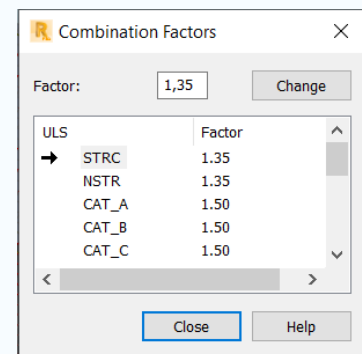 Combination Factors
Factor: 1,35 Change
ULS Factor
STRC 1.35
NSTR 1.35
CAT_A 1.50
CAT_B 1.50
CAT_C 1.50
Close Help